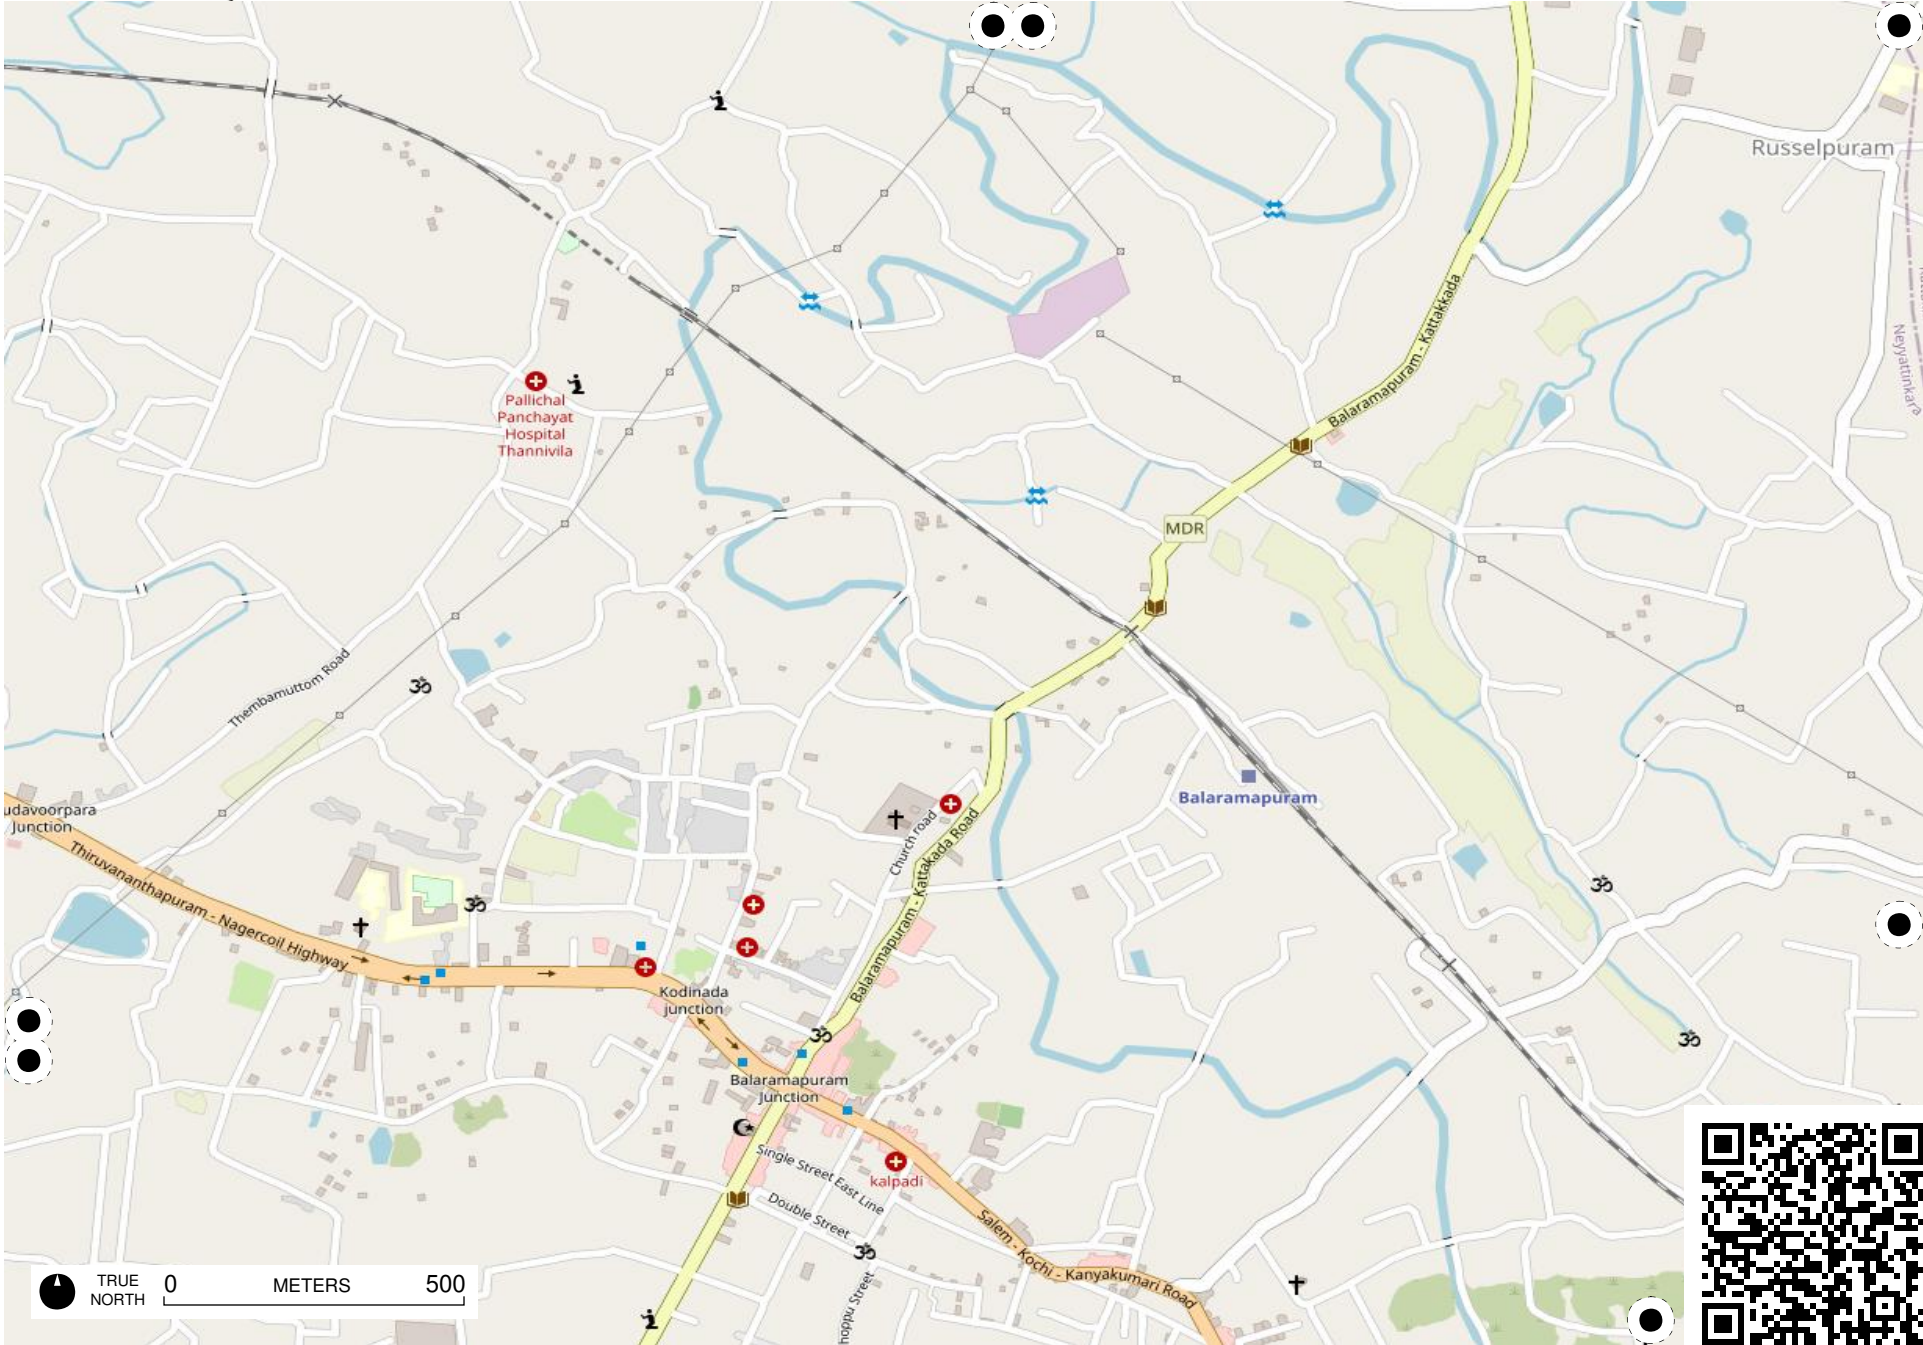 Russelpuram
Neyyattinkara
Balaramapuram - Kattakkada
Pallichal
Panchayat
Hospital
Thannivila
MDR
Thembamuttom Road
Balaramapuram
Junction
Church road
Balaramapuram - Kattakada Road
Thiruvananthapuram - Nagercoil Highway
Kodinada
junction
Balaramapuram
Junction
Single Street East Line
kalpadi
Double Street
Salem - Kochi - Kanyakumari Road
TRUE
NORTH
0 METERS 500